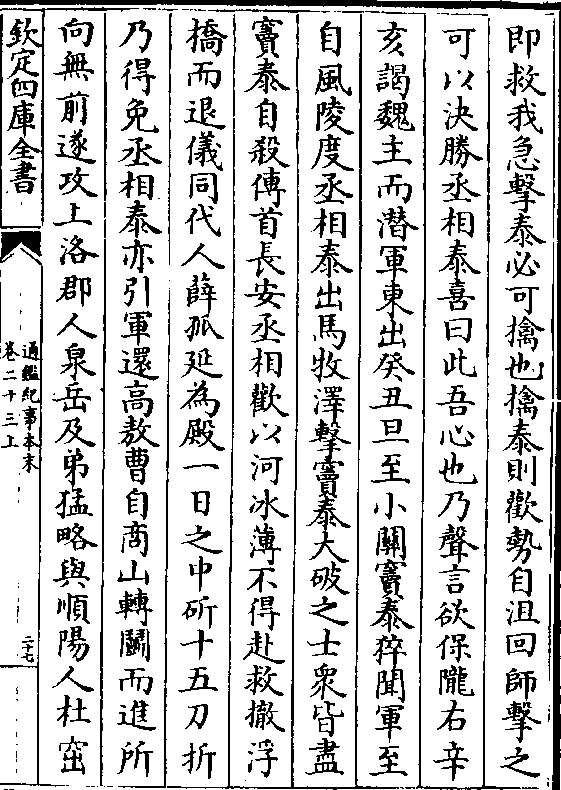 即救我急擊泰必可擒也擒泰則歡勢自沮回師擊之
可以決勝丞相泰喜曰此吾心也乃聲言欲保隴右辛
亥謁魏主而潜軍東出癸丑旦至小關竇泰猝聞軍至
自風陵度丞相泰出馬牧澤擊竇泰大破之士衆皆盡
竇泰自殺傳首長安丞相歡以河冰薄不得赴救撤浮
橋而退儀同代人薛孤延為殿一日之中斫十五刀折
乃得免丞相泰亦引軍還高敖曹自商山轉鬭而進所
向無前遂攻上洛郡人泉岳及弟猛略與順陽人杜窋
欽定四庫全書
通鑑紀事本末
卷二十三上
二十七